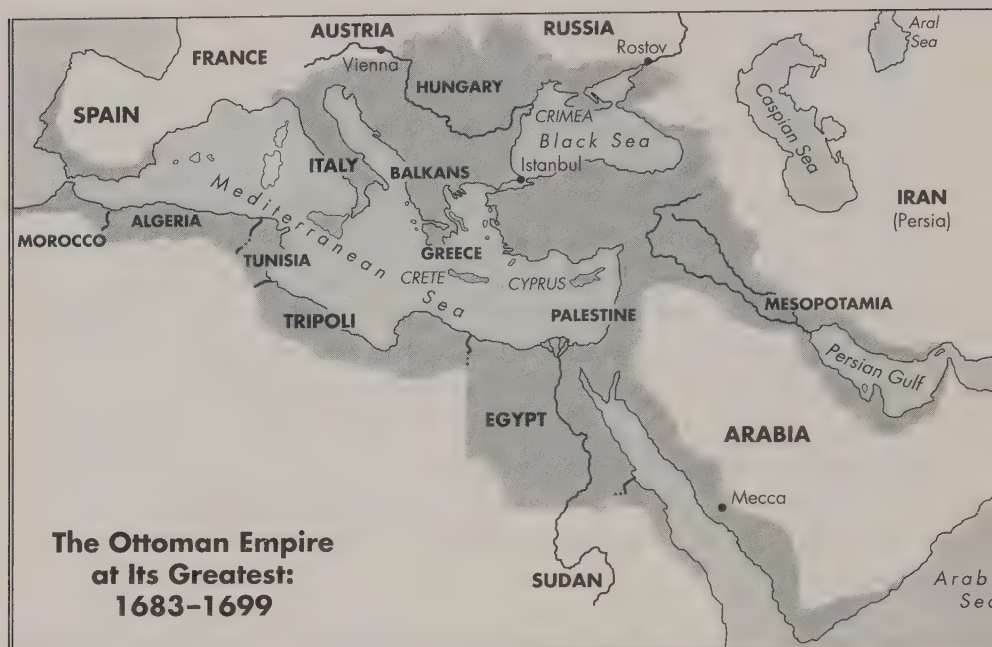 AUSTRIA
RUSSIA
Aral
Sea
FRANCE
Vienna
Rostov
HUNGARY
SPAIN
CRIMEA
Caspian Sea
Black Sea
ITALY
BALKANS
Istanbul
IRAN
(Persia)
Mediterranean Sea
ALGERIA
MOROCCO
TUNISIA
GREECE
CRETE
CYPRUS
MESOPOTAMIA
TRIPOLI
PALESTINE
Persian Gulf
EGYPT
ARABIA
Mecca
The Ottoman Empire
at Its Greatest:
1683–1699
SUDAN
Arab
Sea